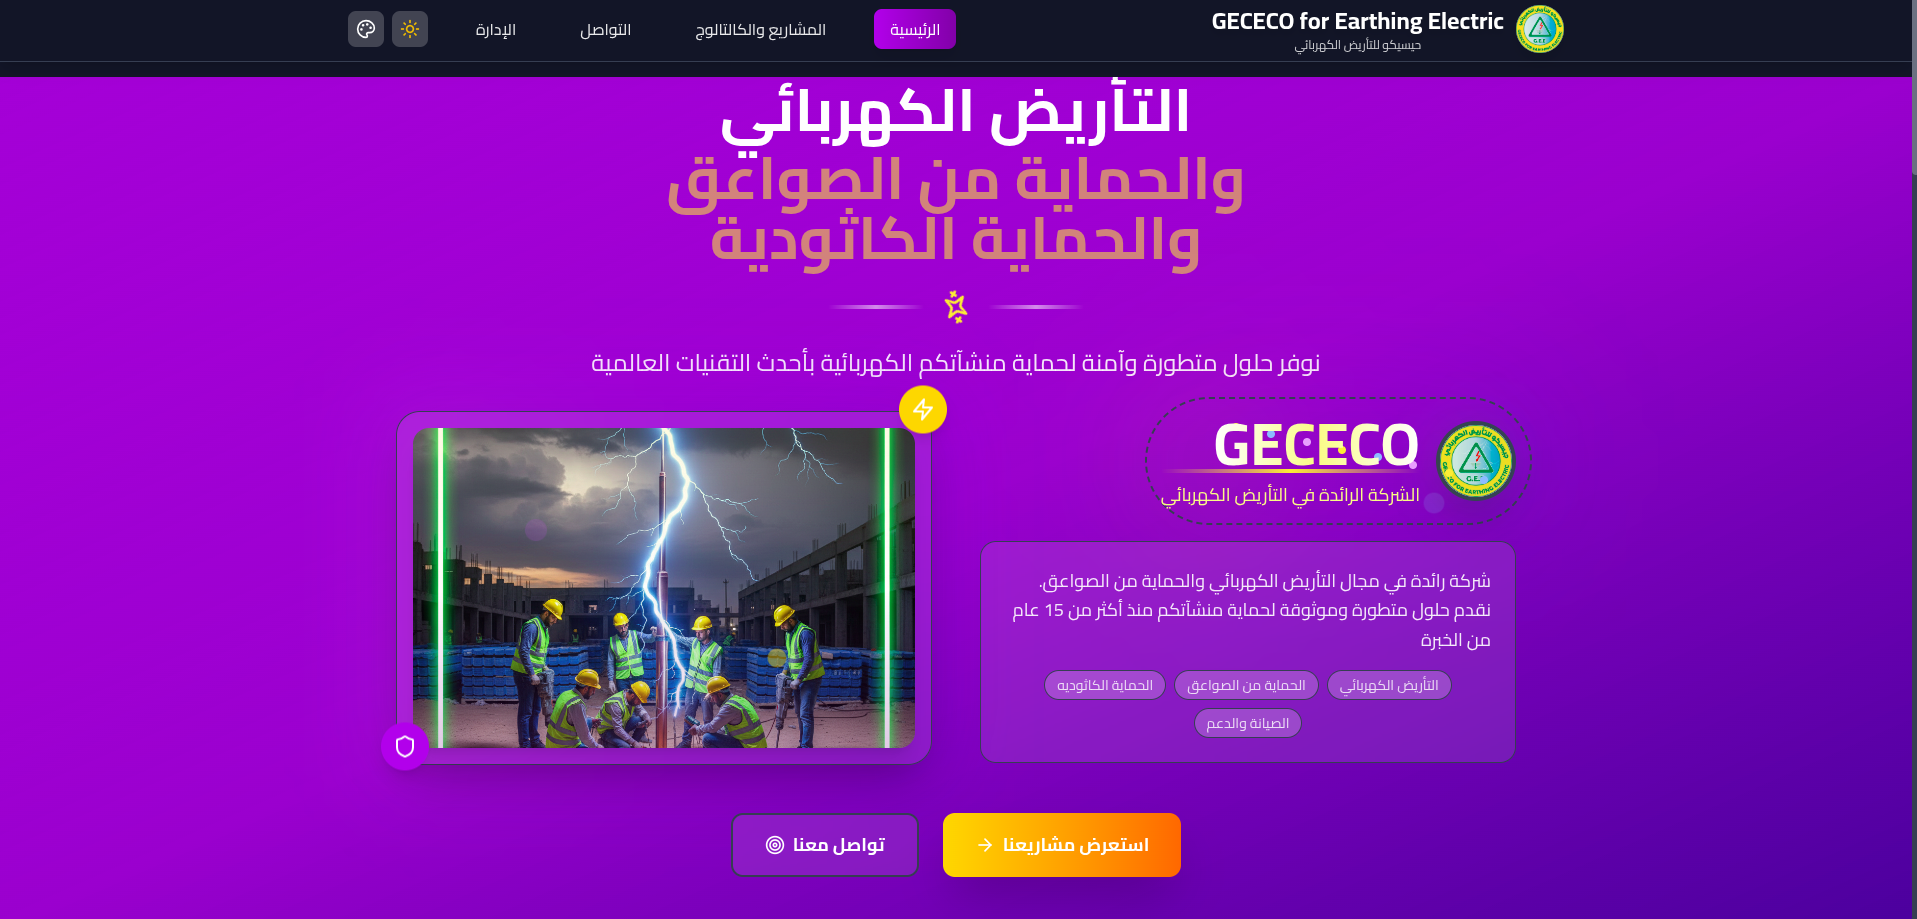 GECECO for Earthing Electric
جيسيكو للتأريض الكهربائي
الرئيسية
المشاريع والكالتالوج
التواصل
الإدارة
التأريض الكهربائي
والحماية من الصواعق
والحماية الكاثودية
نوفر حلول متطورة وآمنة لحماية منشآتكم الكهربائية بأحدث التقنيات العالمية
GECECO
الشركة الرائدة في التأريض الكهربائي
G.E.E
شركة رائدة في مجال التأريض الكهربائي والحماية من الصواعق.
نقدم حلول متطورة وموثوقة لحماية منشآتكم منذ أكثر من 15 عام
من الخبرة
التأريض الكهربائي
الحماية من الصواعق
الحماية الكاثوديه
الصيانة والدعم
استعرض مشاريعنا
تواصل معنا